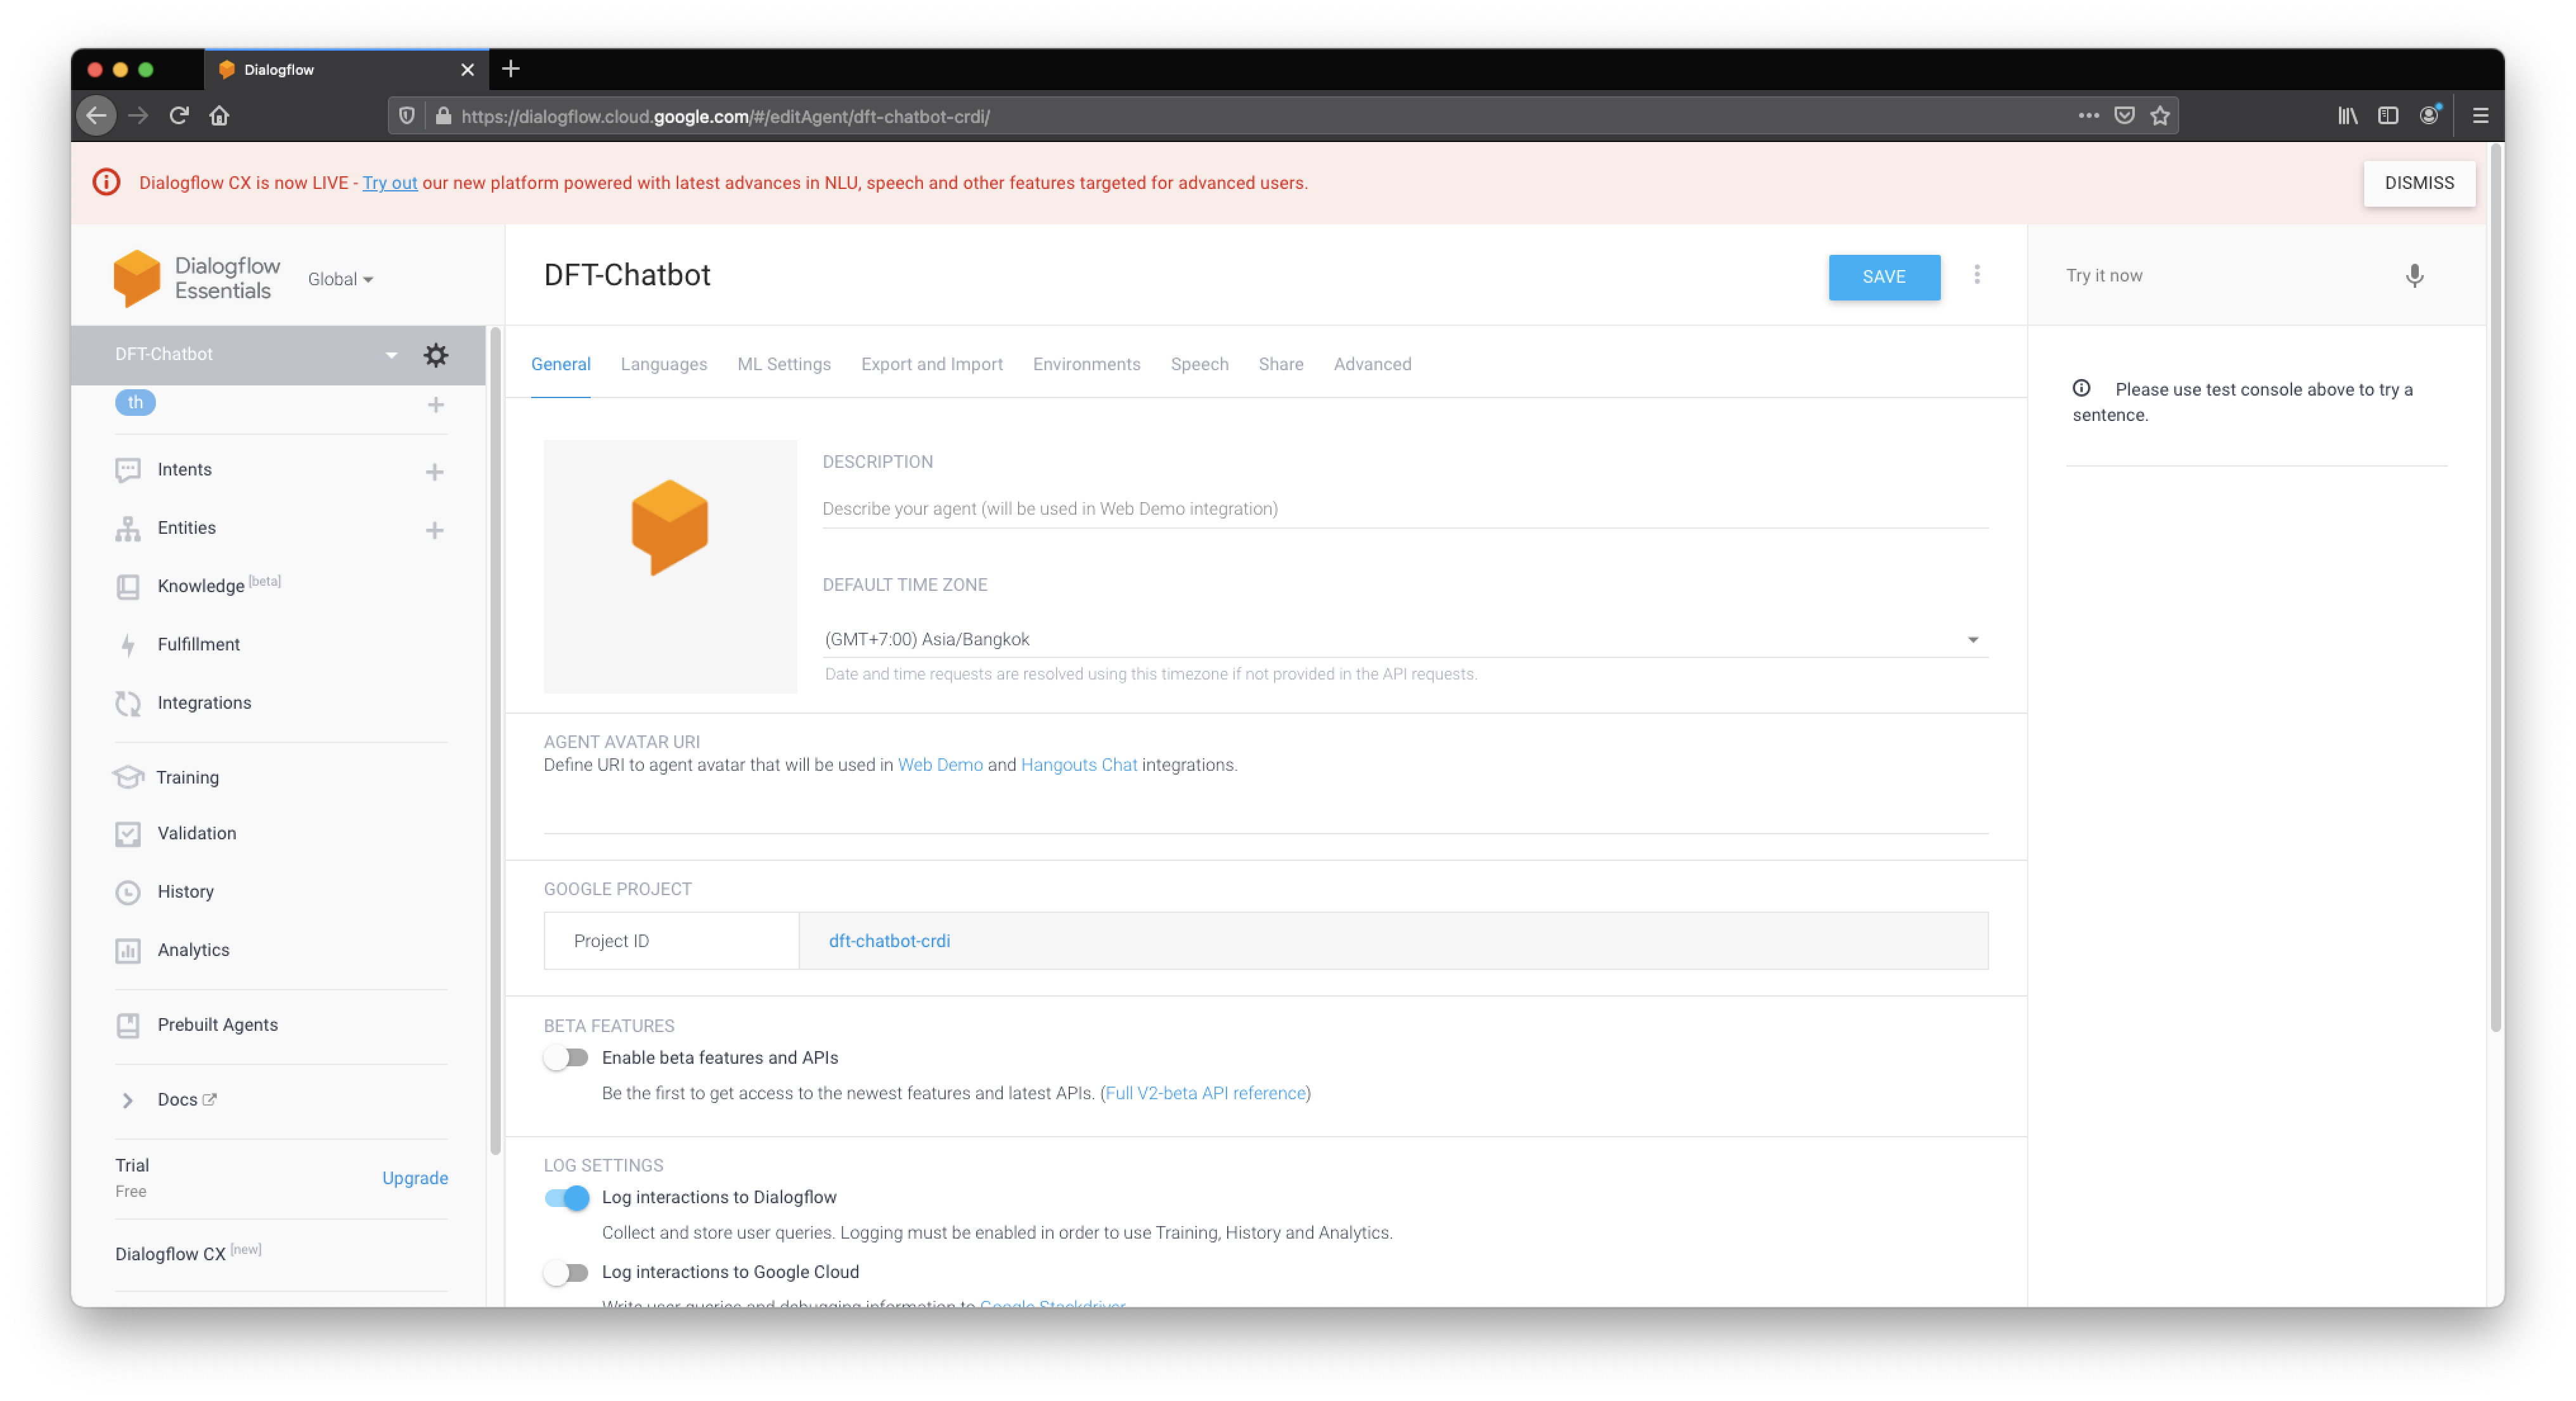 Dialogflow
https://dialogflow.cloud.google.com/#/editAgent/dft-chatbot-crdi/
Dialogflow CX is now LIVE - Try out our new platform powered with latest advances in NLU, speech and other features targeted for advanced users.
DISMISS
Dialogflow
Essentials
Global
DFT-Chatbot
SAVE
Try it now
DFT-Chatbot
th
Intents
Entities
Knowledge [beta]
Fulfillment
Integrations
Training
Validation
History
Analytics
Prebuilt Agents
Docs
Trial
Free
Upgrade
Dialogflow CX [new]
General Languages ML Settings Export and Import Environments Speech Share Advanced
DESCRIPTION
Describe your agent (will be used in Web Demo integration)
DEFAULT TIME ZONE
(GMT+7:00) Asia/Bangkok
Date and time requests are resolved using this timezone if not provided in the API requests.
AGENT AVATAR URI
Define URI to agent avatar that will be used in Web Demo and Hangouts Chat integrations.
GOOGLE PROJECT
Project ID
dft-chatbot-crdi
BETA FEATURES
Enable beta features and APIs
Be the first to get access to the newest features and latest APIs. (Full V2-beta API reference)
LOG SETTINGS
Log interactions to Dialogflow
Collect and store user queries. Logging must be enabled in order to use Training, History and Analytics.
Log interactions to Google Cloud
Write user queries and debugging information to Google Stackdriver
Please use test console above to try a
sentence.